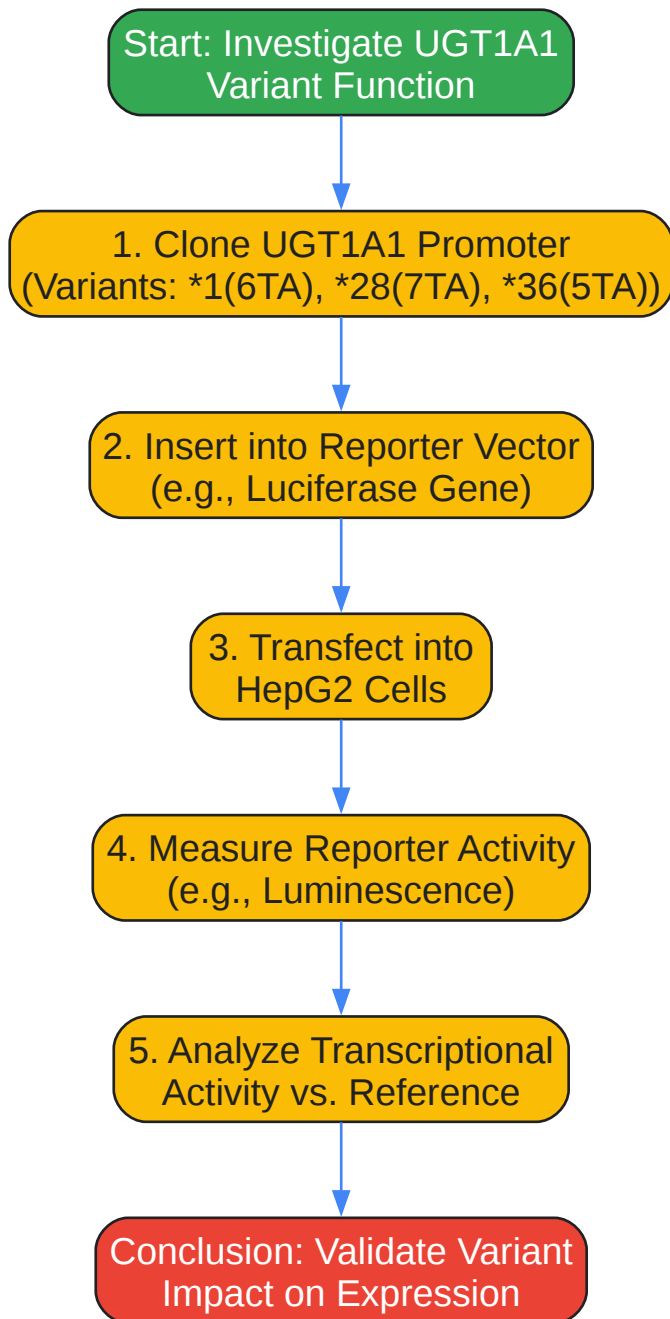 Start: Investigate UGT1A1
Variant Function
1. Clone UGT1A1 Promoter
(Variants: *1(6TA), *28(7TA), *36(5TA))
2. Insert into Reporter Vector
(e.g., Luciferase Gene)
3. Transfect into
HepG2 Cells
4. Measure Reporter Activity
(e.g., Luminescence)
5. Analyze Transcriptional
Activity vs. Reference
Conclusion: Validate Variant
Impact on Expression